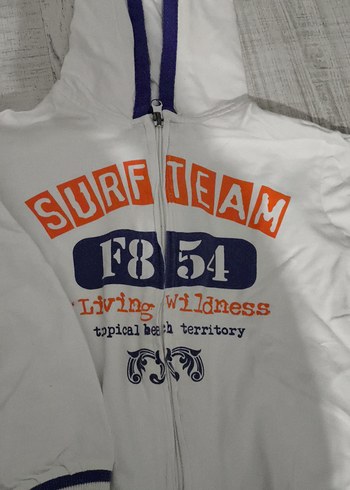 SURF TEAM
F8 54
Living Wildness
topical beach territory